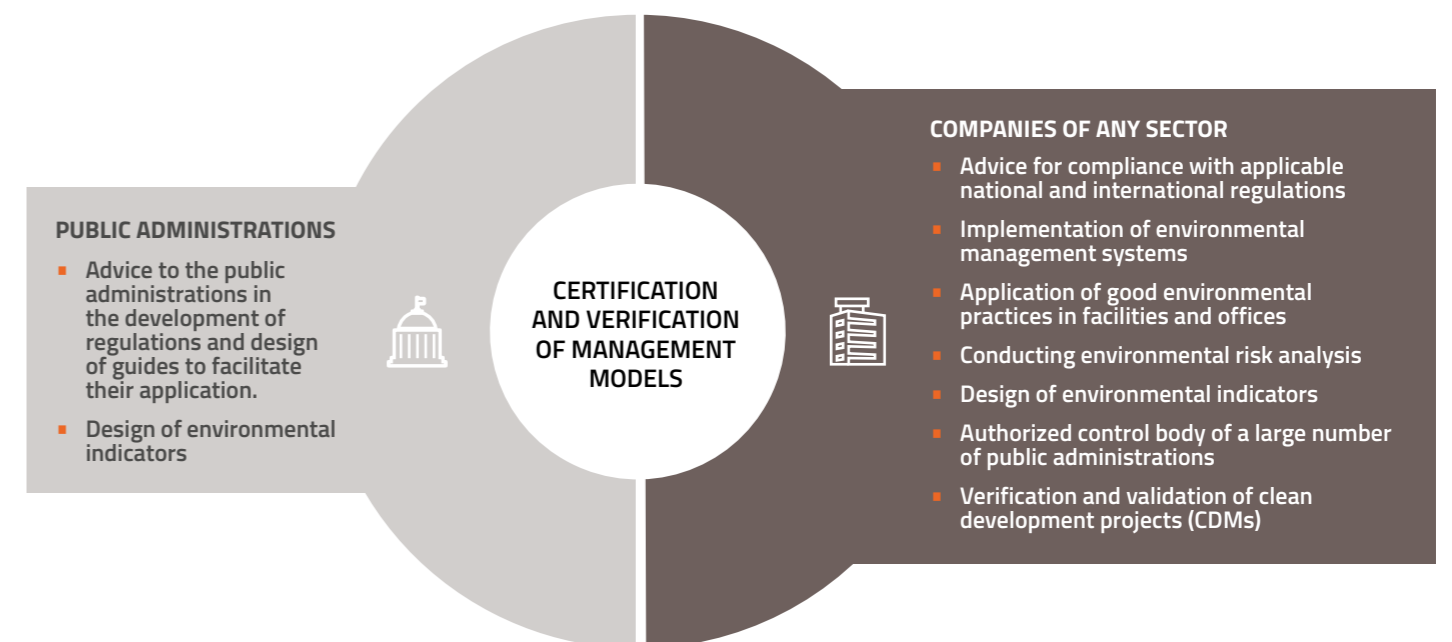 PUBLIC ADMINISTRATIONS
▪ Advice to the public
administrations in
the development of
regulations and design
of guides to facilitate
their application.
▪ Design of environmental
indicators
CERTIFICATION
AND VERIFICATION
OF MANAGEMENT
MODELS
COMPANIES OF ANY SECTOR
▪ Advice for compliance with applicable
national and international regulations
▪ Implementation of environmental
management systems
▪ Application of good environmental
practices in facilities and offices
▪ Conducting environmental risk analysis
▪ Design of environmental indicators
▪ Authorized control body of a large number
of public administrations
▪ Verification and validation of clean
development projects (CDMs)